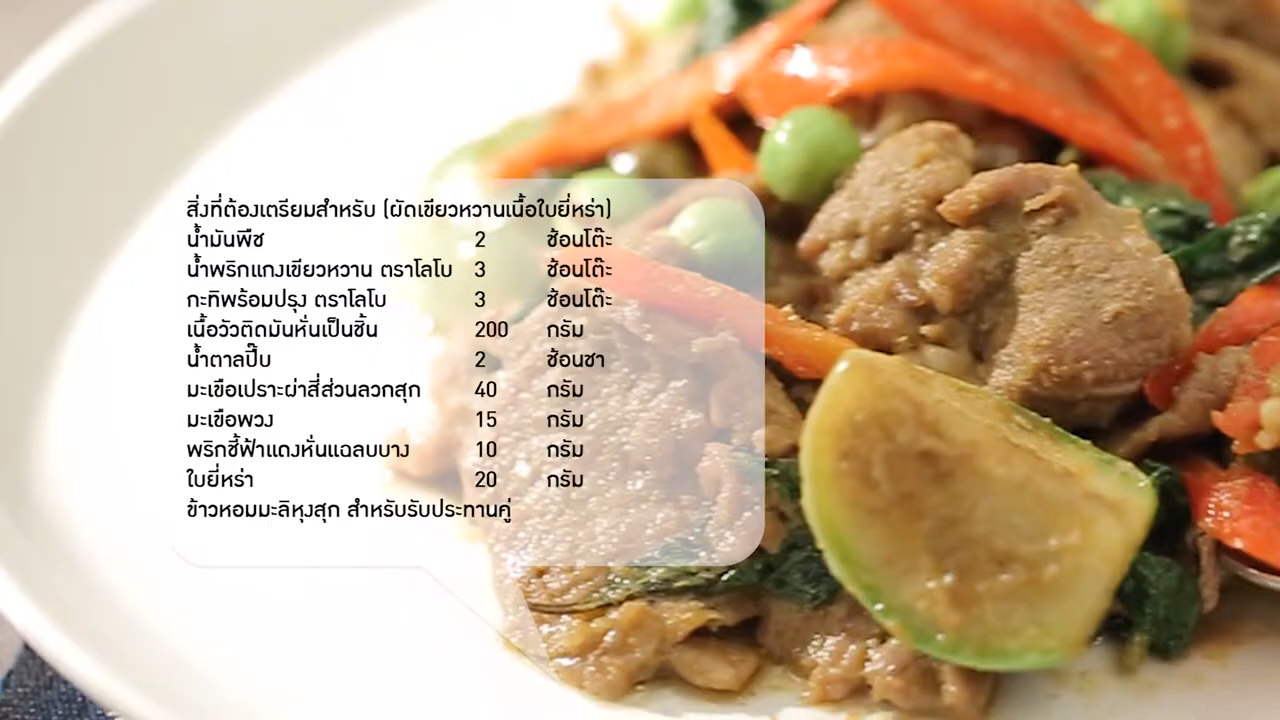 สิ่งที่ต้องเตรียมสำหรับ (ผัดเขียวหวานเนื้อใบยี่หร่า)
น้ำมันพืช 2 ช้อนโต๊ะ
น้ำพริกแกงเขียวหวาน ตราโลโบ 3 ช้อนโต๊ะ
กะทิพร้อมปรุง ตราโลโบ 3 ช้อนโต๊ะ
เนื้อวัวติดมันหั่นเป็นชิ้น 200 กรัม
น้ำตาลปี๊บ 2 ช้อนชา
มะเขือเปราะผ่าสี่ส่วนลวกสุก 40 กรัม
มะเขือพวง 15 กรัม
พริกชี้ฟ้าแดงหั่นแฉลบบาง 10 กรัม
ใบยี่หร่า 20 กรัม
ข้าวหอมมะลิหุงสุก สำหรับรับประทานคู่